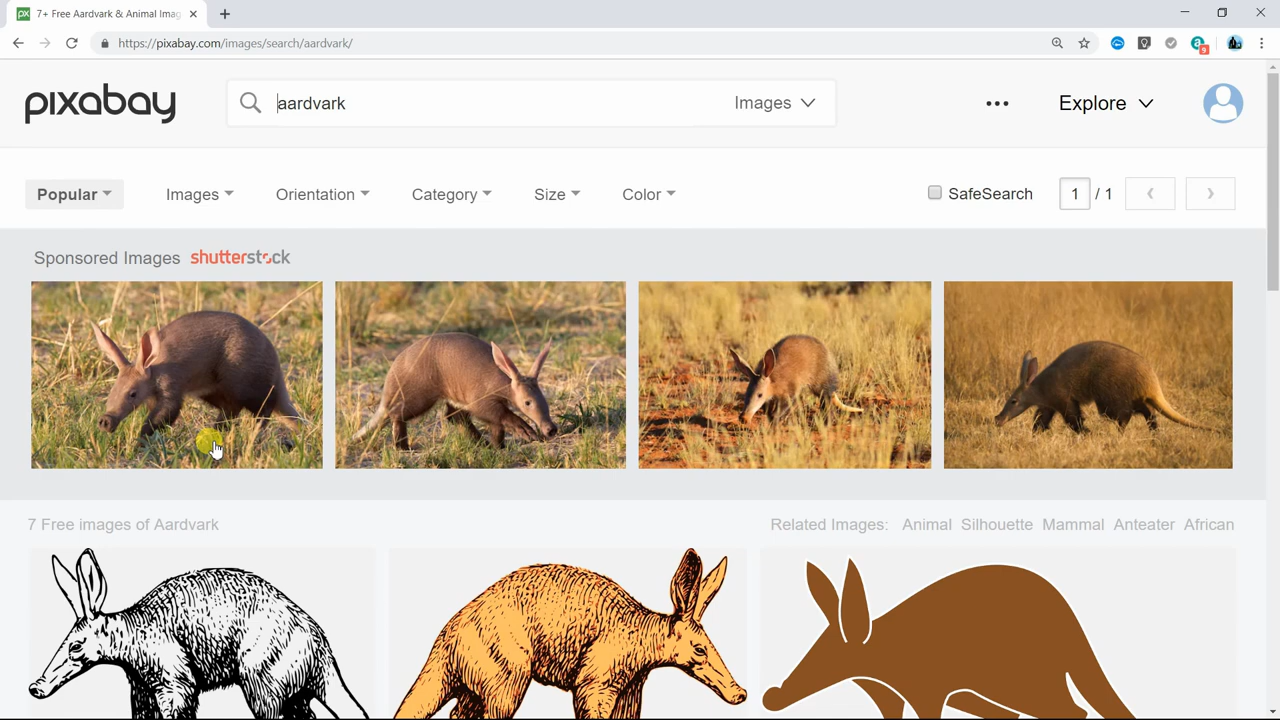 px 7+ Free Aardvark & Animal Imag
https://pixabay.com/images/search/aardvark/
9
pixabay
aardvark
Images
Explore
Popular
Images
Orientation
Category
Size
Color
SafeSearch
1 / 1
Sponsored Images shutterstock
7 Free images of Aardvark
Related Images: Animal Silhouette Mammal Anteater African